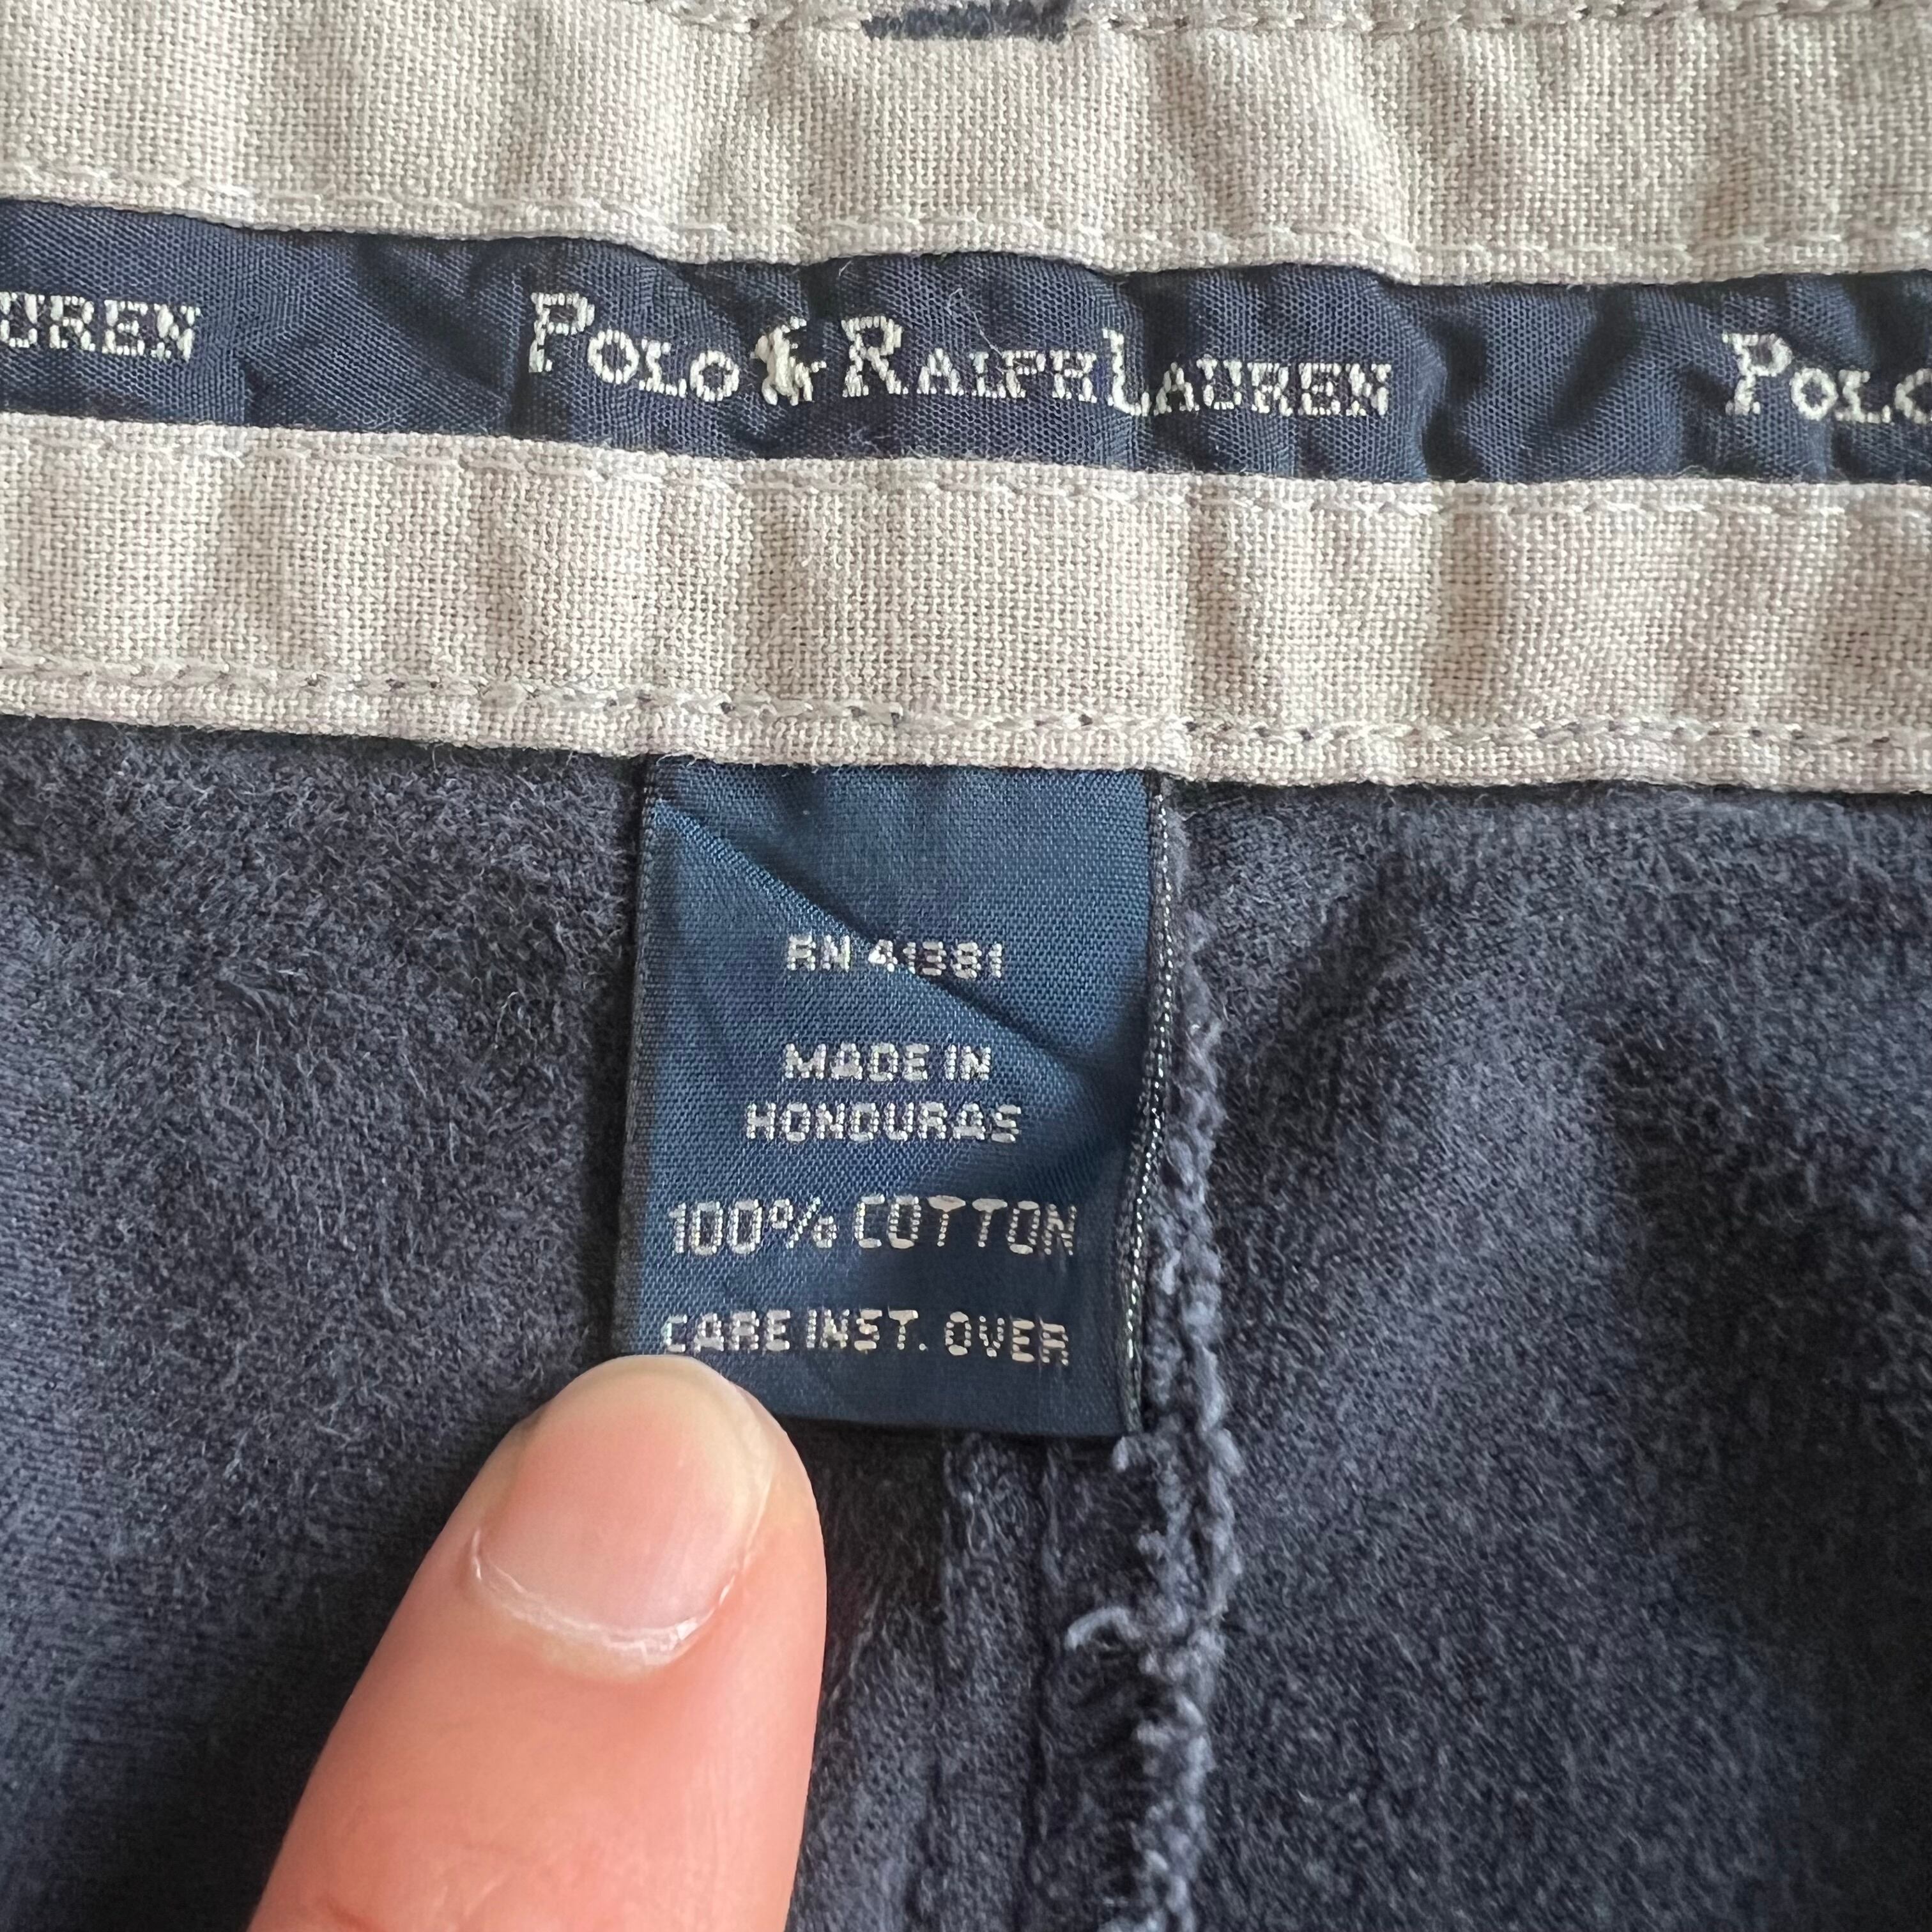 UREN POLO RALPH LAUREN POLO
RN 41381
MADE IN
HONDURAS
100% COTTON
CARE INST. OVER